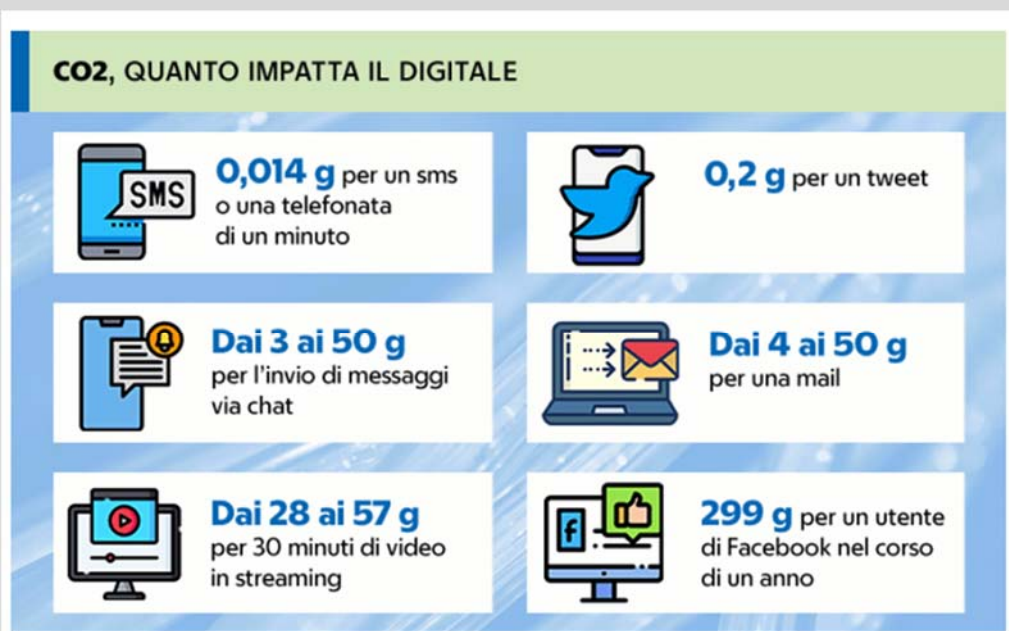 CO2, QUANTO IMPATTA IL DIGITALE
SMS
0,014 g per un sms
o una telefonata
di un minuto
0,2 g per un tweet
Dai 3 ai 50 g
per l'invio di messaggi
via chat
Dai 4 ai 50 g
per una mail
Dai 28 ai 57 g
per 30 minuti di video
in streaming
f
299 g per un utente
di Facebook nel corso
di un anno